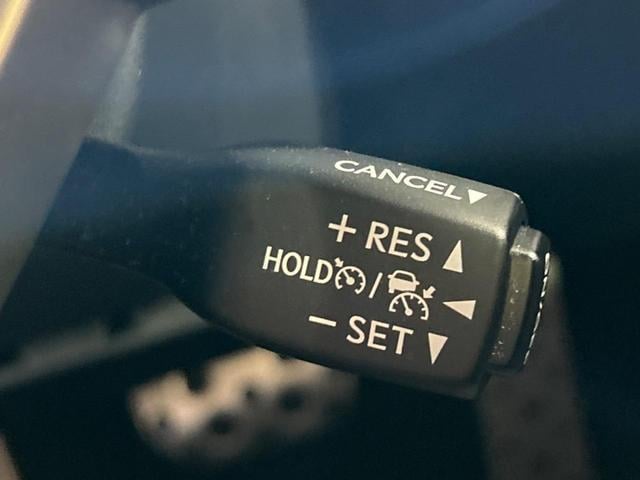 CANCEL▼
+ RES ▲
HOLD / ◀
− SET ▼